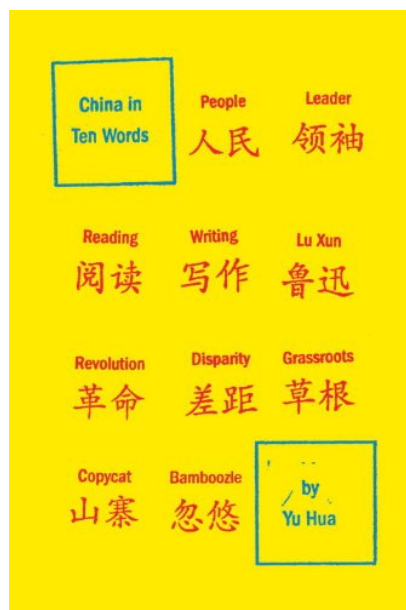 China in
Ten Words
People
人民
Leader
领袖
Reading
阅读
Writing
写作
Lu Xun
鲁迅
Revolution
革命
Disparity
差距
Grassroots
草根
Copycat
山寨
Bamboozle
忽悠
by
Yu Hua